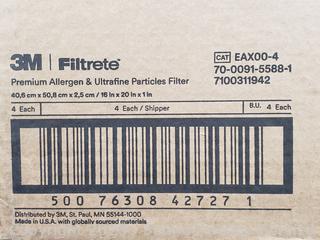 3M Filtrete™
CAT EAX00-4
70-0091-5588-1
7100311942
Premium Allergen & Ultrafine Particles Filter
40,6 cm x 50,8 cm x 2,5 cm / 16 in x 20 in x 1 in
4 Each 4 Each / Shipper B.U. 4 Each
500 76308 42727 1
Distributed by 3M, St. Paul, MN 55144-1000
Made in U.S.A. with globally sourced materials